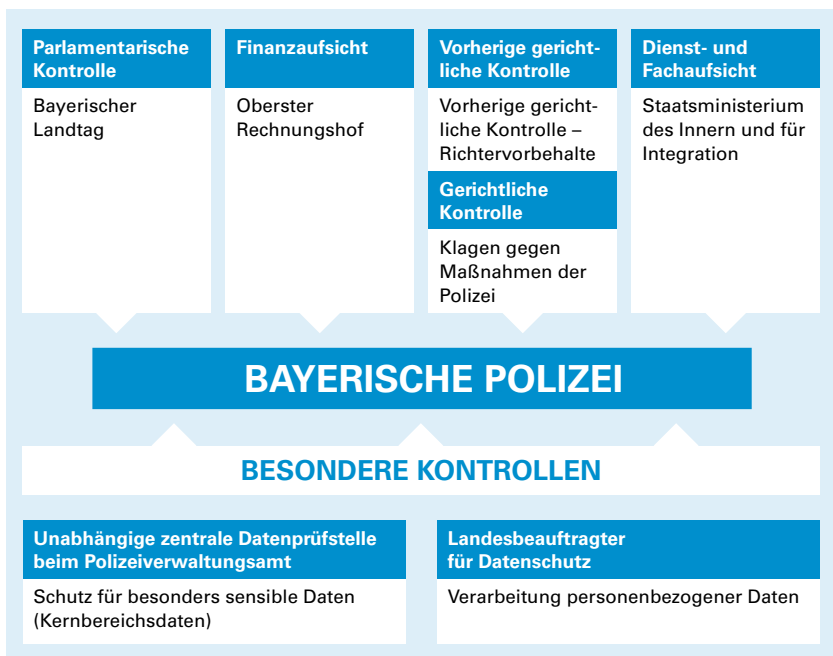 Parlamentarische
Kontrolle
Bayerischer
Landtag
Finanzaufsicht
Oberster
Rechnungshof
Vorherige gericht-
liche Kontrolle
Vorherige gericht-
liche Kontrolle –
Richtervorbehalte
Gerichtliche
Kontrolle
Klagen gegen
Maßnahmen der
Polizei
Dienst- und
Fachaufsicht
Staatsministerium
des Innern und für
Integration
BAYERISCHE POLIZEI
BESONDERE KONTROLLEN
Unabhängige zentrale Datenprüfstelle
beim Polizeiverwaltungsamt
Schutz für besonders sensible Daten
(Kernbereichsdaten)
Landesbeauftragter
für Datenschutz
Verarbeitung personenbezogener Daten